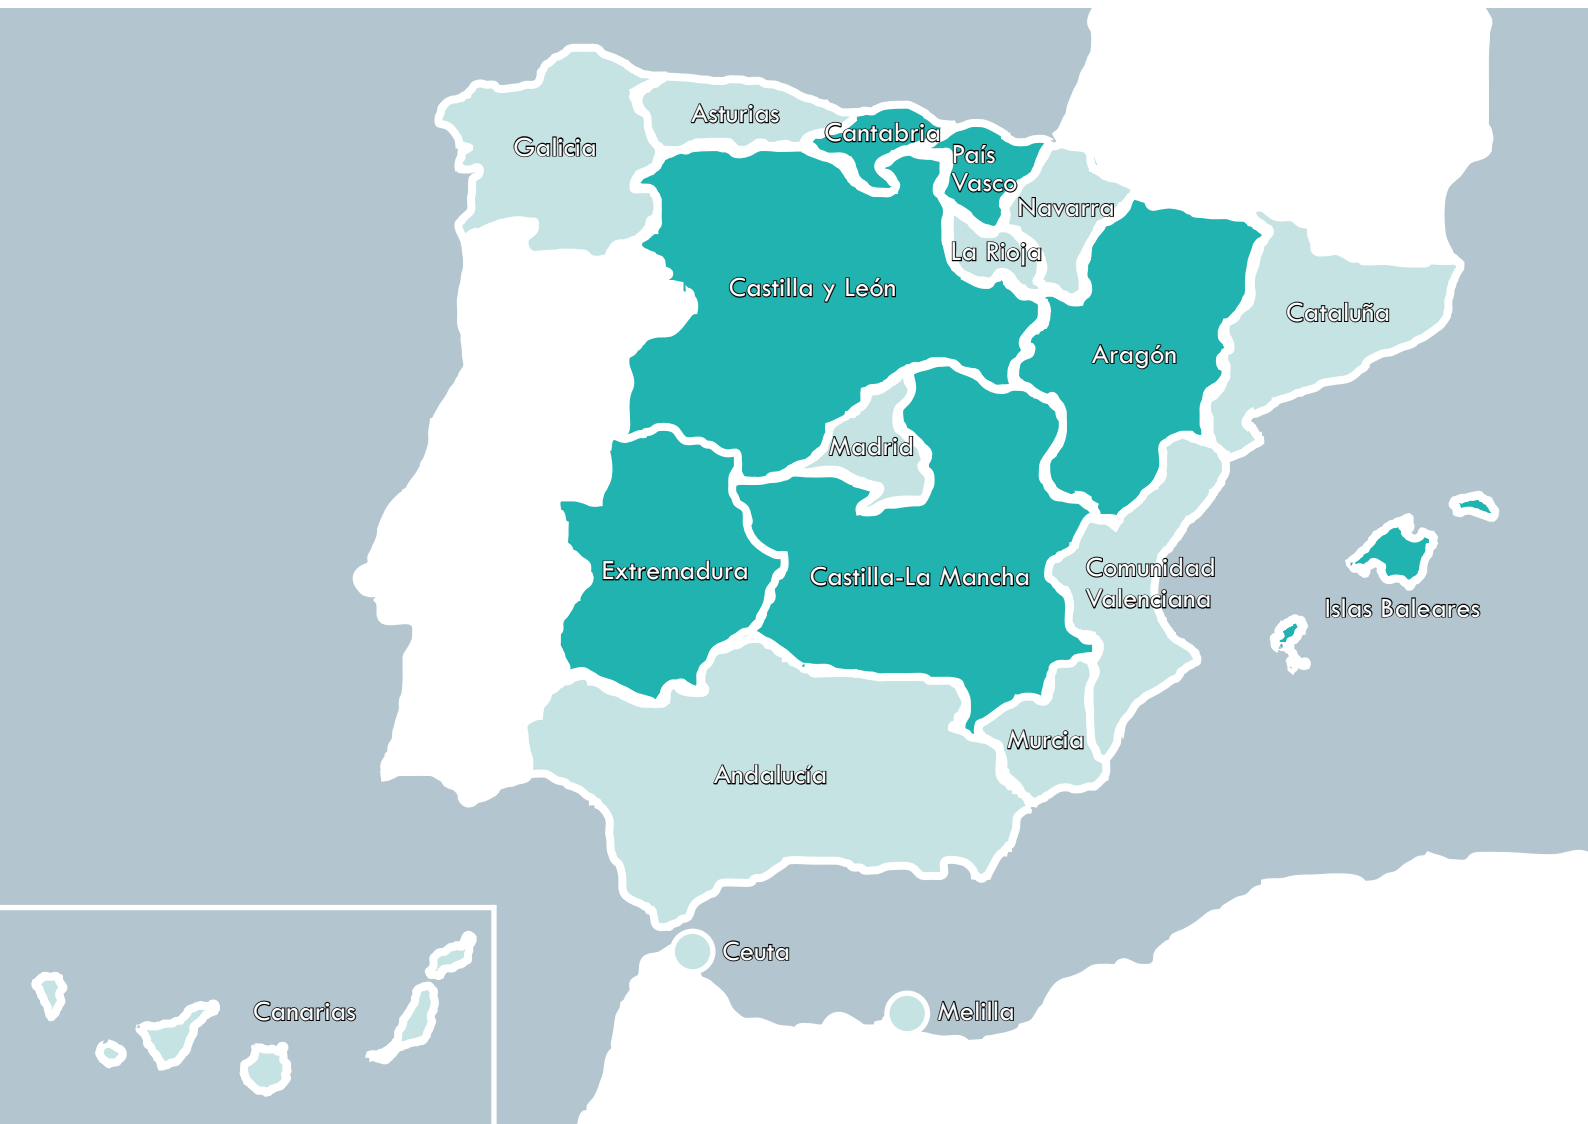 Asturias
Cantabria
Galicia
País
Vasco
Navarra
La Rioja
Castilla y León
Cataluña
Aragón
Madrid
Extremadura
Castilla-La Mancha
Comunidad
Valenciana
Islas Baleares
Murcia
Andalucía
Ceuta
Canarias
Melilla